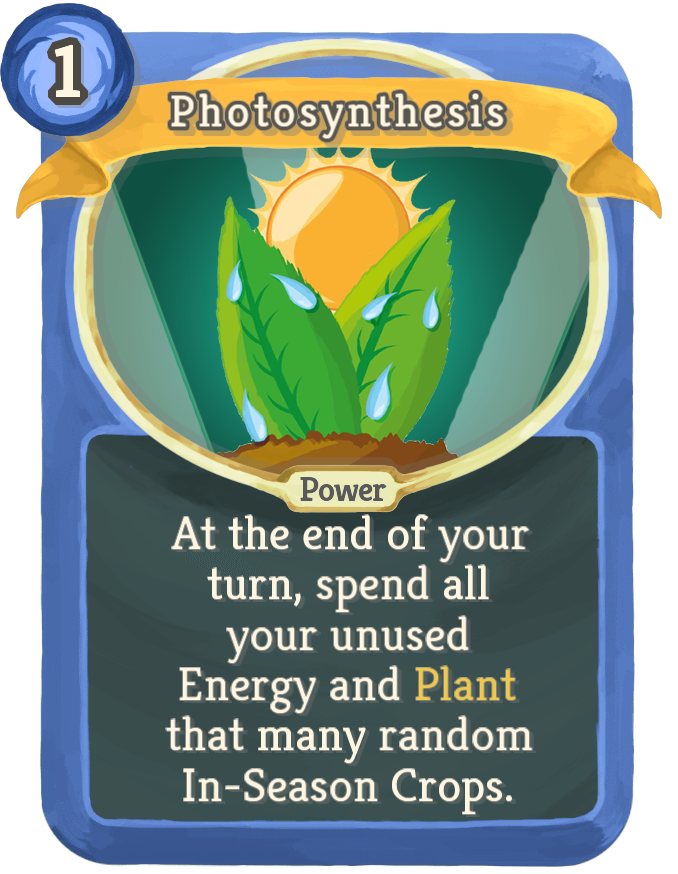 1
Photosynthesis
Power
At the end of your
turn, spend all
your unused
Energy and Plant
that many random
In-Season Crops.